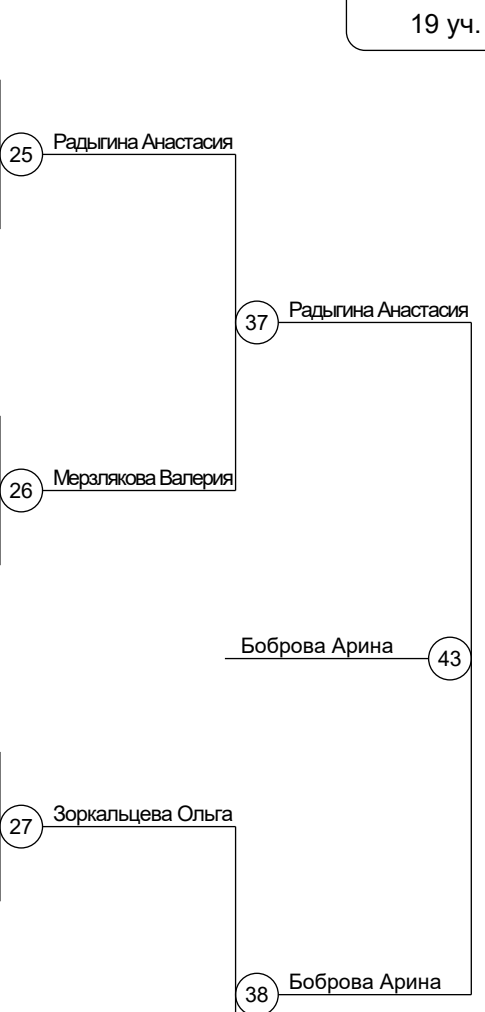 19 уч.
25 Радыгина Анастасия
37 Радыгина Анастасия
26 Мерзлякова Валерия
Боброва Арина 43
27 Зоркальцева Ольга
38 Боброва Арина